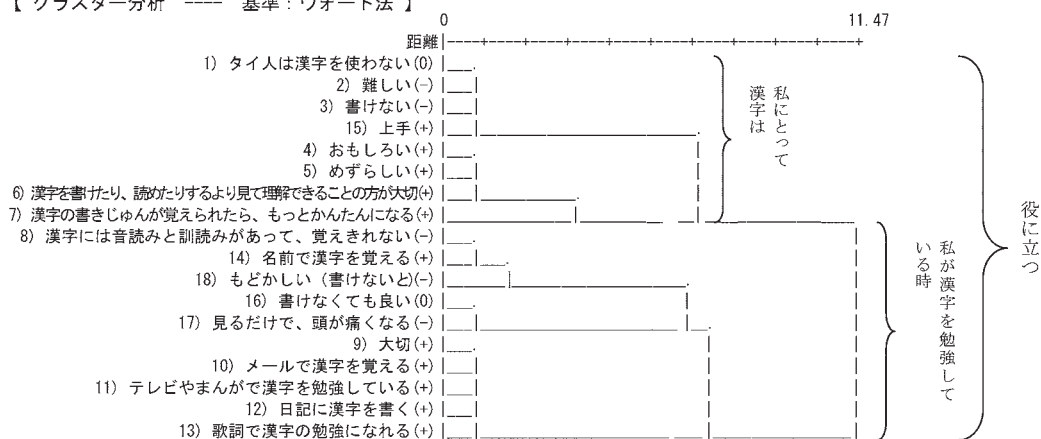 【 クラスター分析 ---- 基準：ウォード法 】
0 11.47
距離
1) タイ人は漢字を使わない(0)
2) 難しい(-)
3) 書けない(-)
15) 上手(+)
4) おもしろい(+)
5) めずらしい(+)
6) 漢字を書けたり、読めたりするより見て理解できることの方が大切(+)
7) 漢字の書きじゅんが覚えられたら、もっとかんたんになる(+)
8) 漢字には音読みと訓読みがあって、覚えきれない(-)
14) 名前で漢字を覚える(+)
18) もどかしい（書けないと)(-)
16) 書けなくても良い(0)
17) 見るだけで、頭が痛くなる(-)
9) 大切(+)
10) メールで漢字を覚える(+)
11) テレビやまんがで漢字を勉強している(+)
12) 日記に漢字を書く(+)
13) 歌詞で漢字の勉強になれる(+)
私にとって
漢字は
私が漢字を勉強して
いる時
役に立つ